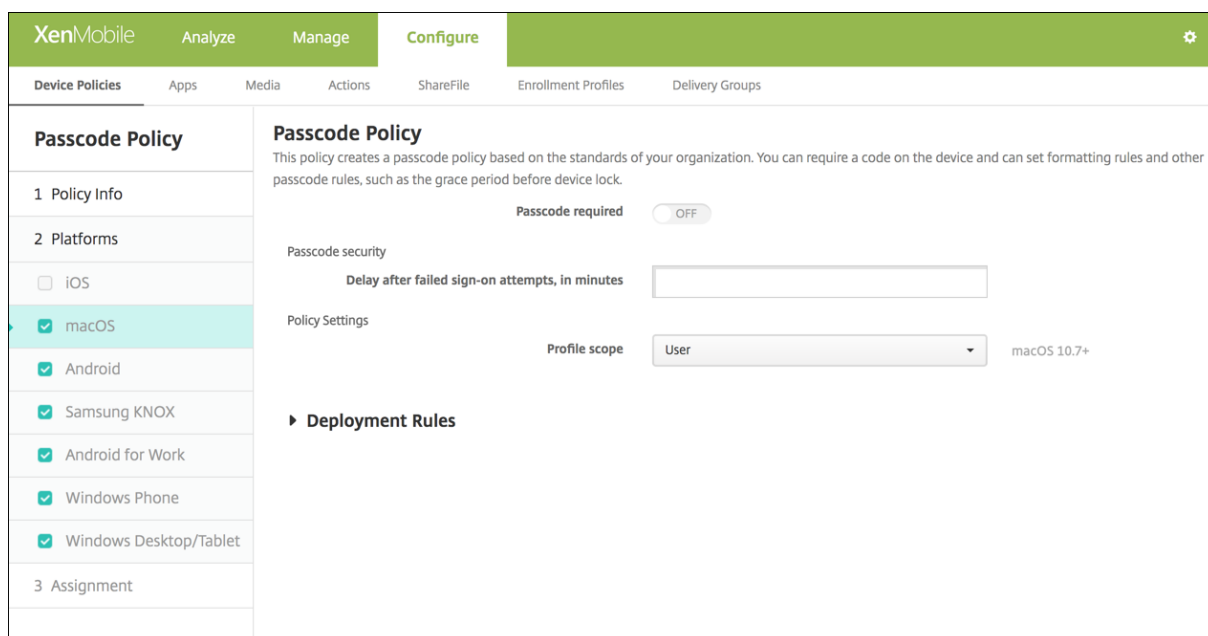 XenMobile Analyze Manage Configure
Device Policies Apps Media Actions ShareFile Enrollment Profiles Delivery Groups
Passcode Policy
1 Policy Info
2 Platforms
iOS
macOS
Android
Samsung KNOX
Android for Work
Windows Phone
Windows Desktop/Tablet
3 Assignment
Passcode Policy
This policy creates a passcode policy based on the standards of your organization. You can require a code on the device and can set formatting rules and other
passcode rules, such as the grace period before device lock.
Passcode required OFF
Passcode security
Delay after failed sign-on attempts, in minutes
Policy Settings
Profile scope User macOS 10.7+
Deployment Rules